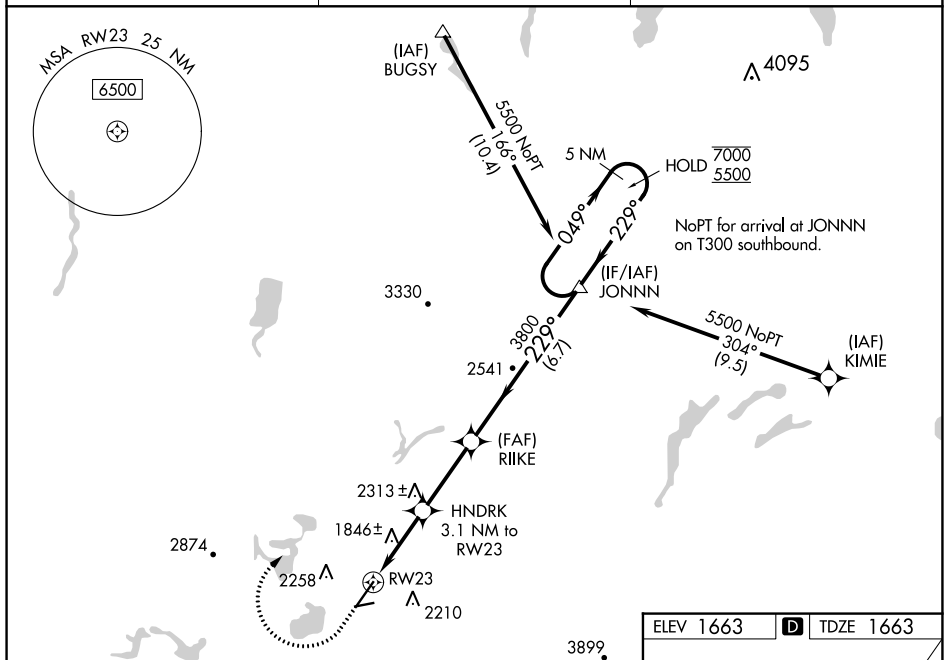 MSA RW23 25 NM
6500
(IAF)
BUGSY
5500 NoPT
166°
(10.4)
4095
5 NM
HOLD 7000
5500
049°
229°
NoPT for arrival at JONNN
on T300 southbound.
(IF/IAF)
JONNN
3330
3800
229°
(6.7)
2541
5500 NoPT
304°
(9.5)
(IAF)
KIMIE
(FAF)
RIIKE
2313 ±
HNDRK
3.1 NM to
RW23
1846±
2874
2258
RW23
2210
3899
ELEV 1663
D
TDZE 1663